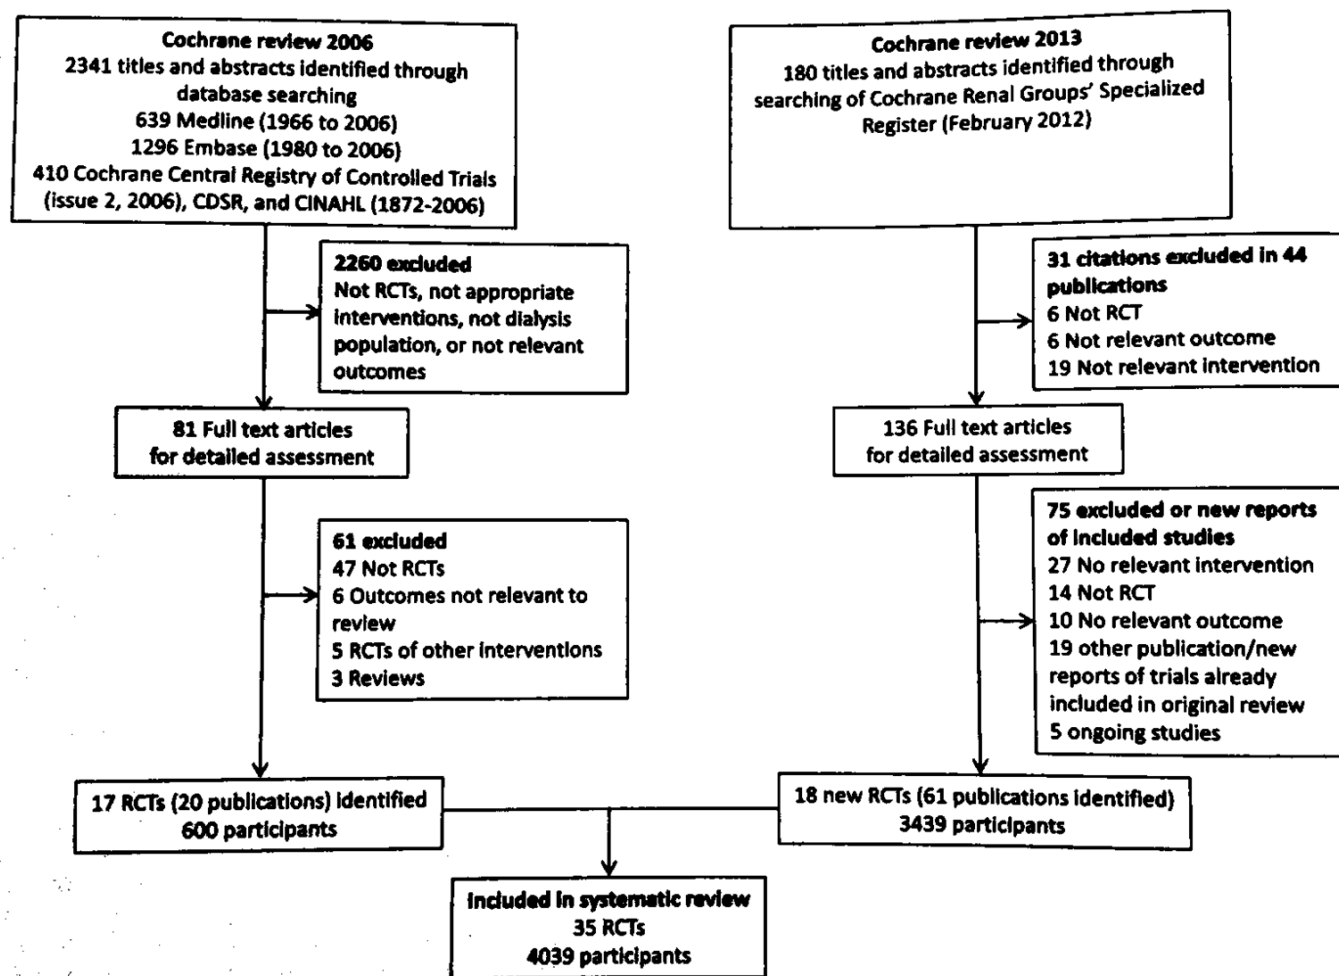 Cochrane review 2006
2341 titles and abstracts identified through
database searching
639 Medline (1966 to 2006)
1296 Embase (1980 to 2006)
410 Cochrane Central Registry of Controlled Trials
(issue 2, 2006), CDSR, and CINAHL (1872-2006)
2260 excluded
Not RCTs, not appropriate
interventions, not dialysis
population, or not relevant
outcomes
81 Full text articles
for detailed assessment
61 excluded
47 Not RCTs
6 Outcomes not relevant to
review
5 RCTs of other interventions
3 Reviews
17 RCTs (20 publications) identified
600 participants
Cochrane review 2013
180 titles and abstracts identified through
searching of Cochrane Renal Groups' Specialized
Register (February 2012)
31 citations excluded in 44
publications
6 Not RCT
6 Not relevant outcome
19 Not relevant intervention
136 Full text articles
for detailed assessment
75 excluded or new reports
of included studies
27 No relevant intervention
14 Not RCT
10 No relevant outcome
19 other publication/new
reports of trials already
included in original review
5 ongoing studies
18 new RCTs (61 publications identified)
3439 participants
Included in systematic review
35 RCTs
4039 participants